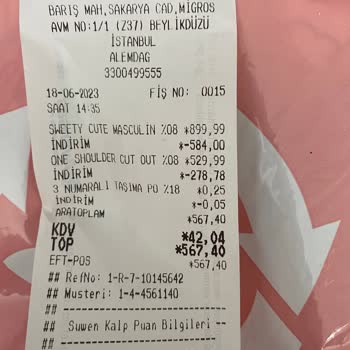 BARIŞ MAH,SAKARYA CAD,MİGROS
AVM NO:1/1 (Z37) BEYLİKDÜZÜ
İSTANBUL
ALEMDAG
3300499555
18-06-2023 FİŞ NO: 0015
SAAT 14:35
SWEETY CUTE MASCULİN %08 *899,99
İNDİRİM *-584,00
ONE SHOULDER CUT OUT %08 *529,99
İNDİRİM *-278,78
3 NUMARALI TAŞIMA PO %18 *0,25
İNDİRİM *-0,05
ARATOPLAM *567,40
KDV *42,04
TOP *567,40
EFT-POS *567,40
## RefNo: 1-R-7-10145642
## Musteri: 1-4-4561140
## --------------------
## --------------------
-- Suwen Kalp Puan Bilgileri --